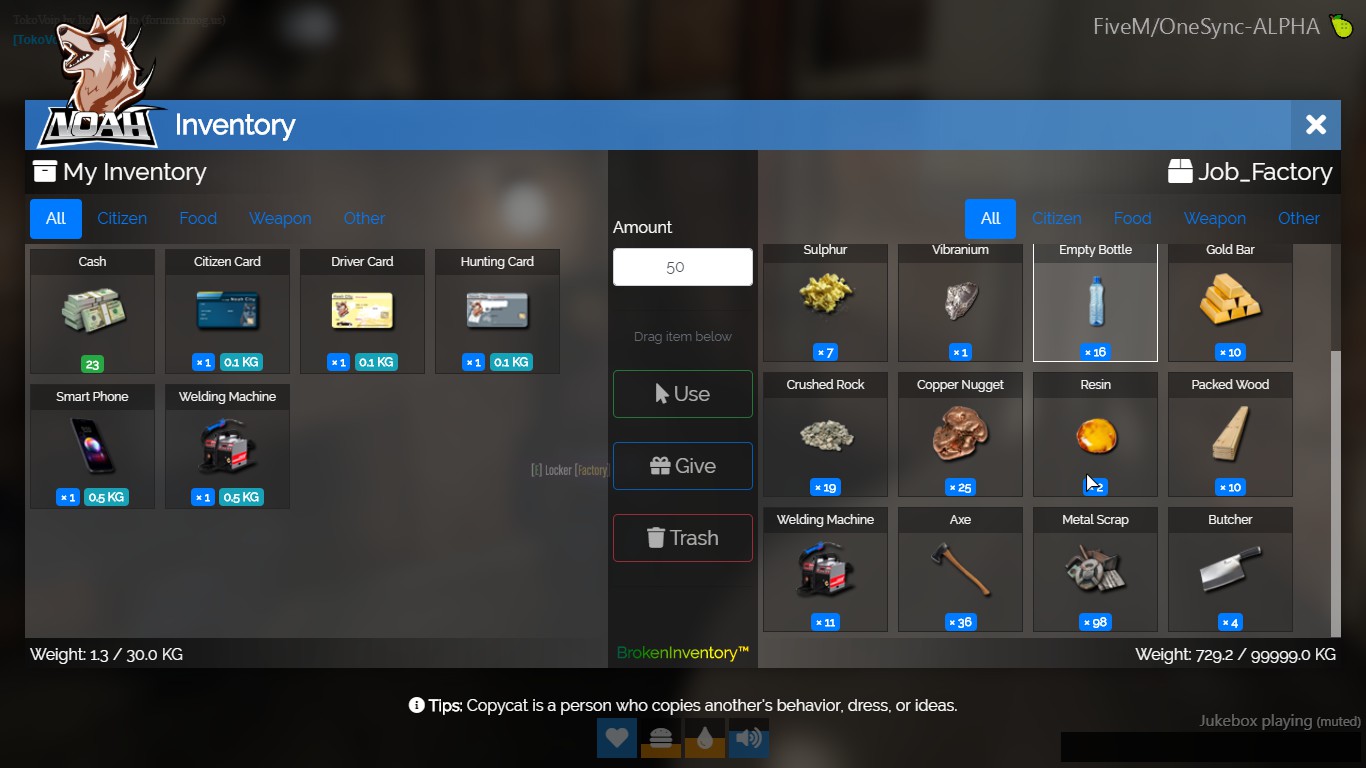 FiveM/OneSync-ALPHA
[TokoVo
NOAH
Inventory
My Inventory
Job_Factory
All
Citizen
Food
Weapon
Other
Amount
50
Drag item below
Use
Give
Trash
BrokenInventory™
All
Citizen
Food
Weapon
Other
Cash
23
Citizen Card
× 1 0.1 KG
Driver Card
× 1 0.1 KG
Hunting Card
× 1 0.1 KG
Smart Phone
× 1 0.5 KG
Welding Machine
× 1 0.5 KG
[E] Locker [Factory]
Sulphur
× 7
Vibranium
× 1
Empty Bottle
× 16
Gold Bar
× 10
Crushed Rock
× 19
Copper Nugget
× 25
Resin
2
Packed Wood
× 10
Welding Machine
× 11
Axe
× 36
Metal Scrap
× 98
Butcher
× 4
Weight: 1.3 / 30.0 KG
Weight: 729.2 / 99999.0 KG
Tips: Copycat is a person who copies another's behavior, dress, or ideas.
Jukebox playing (muted)